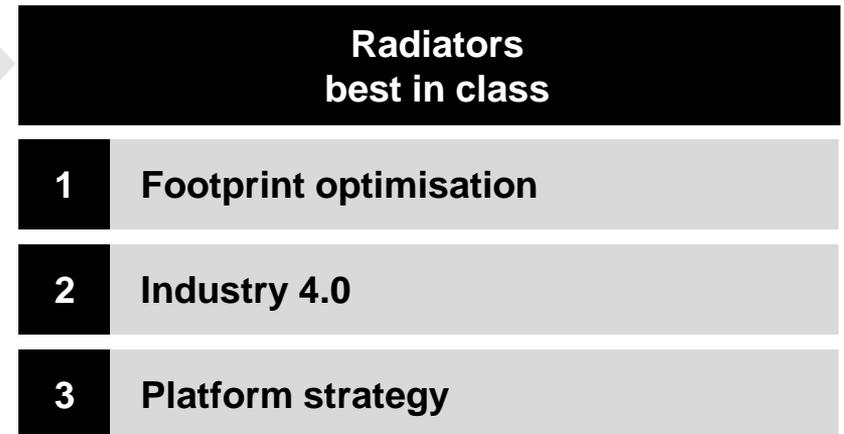 Radiators
best in class
1 Footprint optimisation
2 Industry 4.0
3 Platform strategy